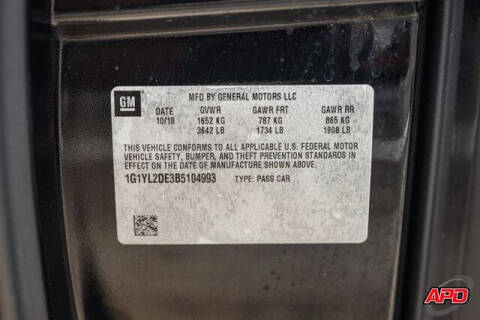 GM
MFD BY GENERAL MOTORS LLC
DATE GVWR GAWR FRT GAWR RR
10/10 1652 KG 787 KG 865 KG
3642 LB 1734 LB 1908 LB
THIS VEHICLE CONFORMS TO ALL APPLICABLE U.S. FEDERAL MOTOR
VEHICLE SAFETY, BUMPER, AND THEFT PREVENTION STANDARDS IN
EFFECT ON THE DATE OF MANUFACTURE SHOWN ABOVE.
1G1YL2DE3B5104993 TYPE: PASS CAR
APD